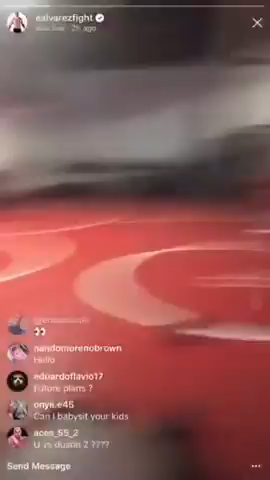 ealvarezfight
2h ago
👀
nandomorenobrown
Hello
eduardoflavio17
Future plans ?
onyx.e45
Can I babysit your kids
aces_55_2
U vs dustin 2 ????
Send Message